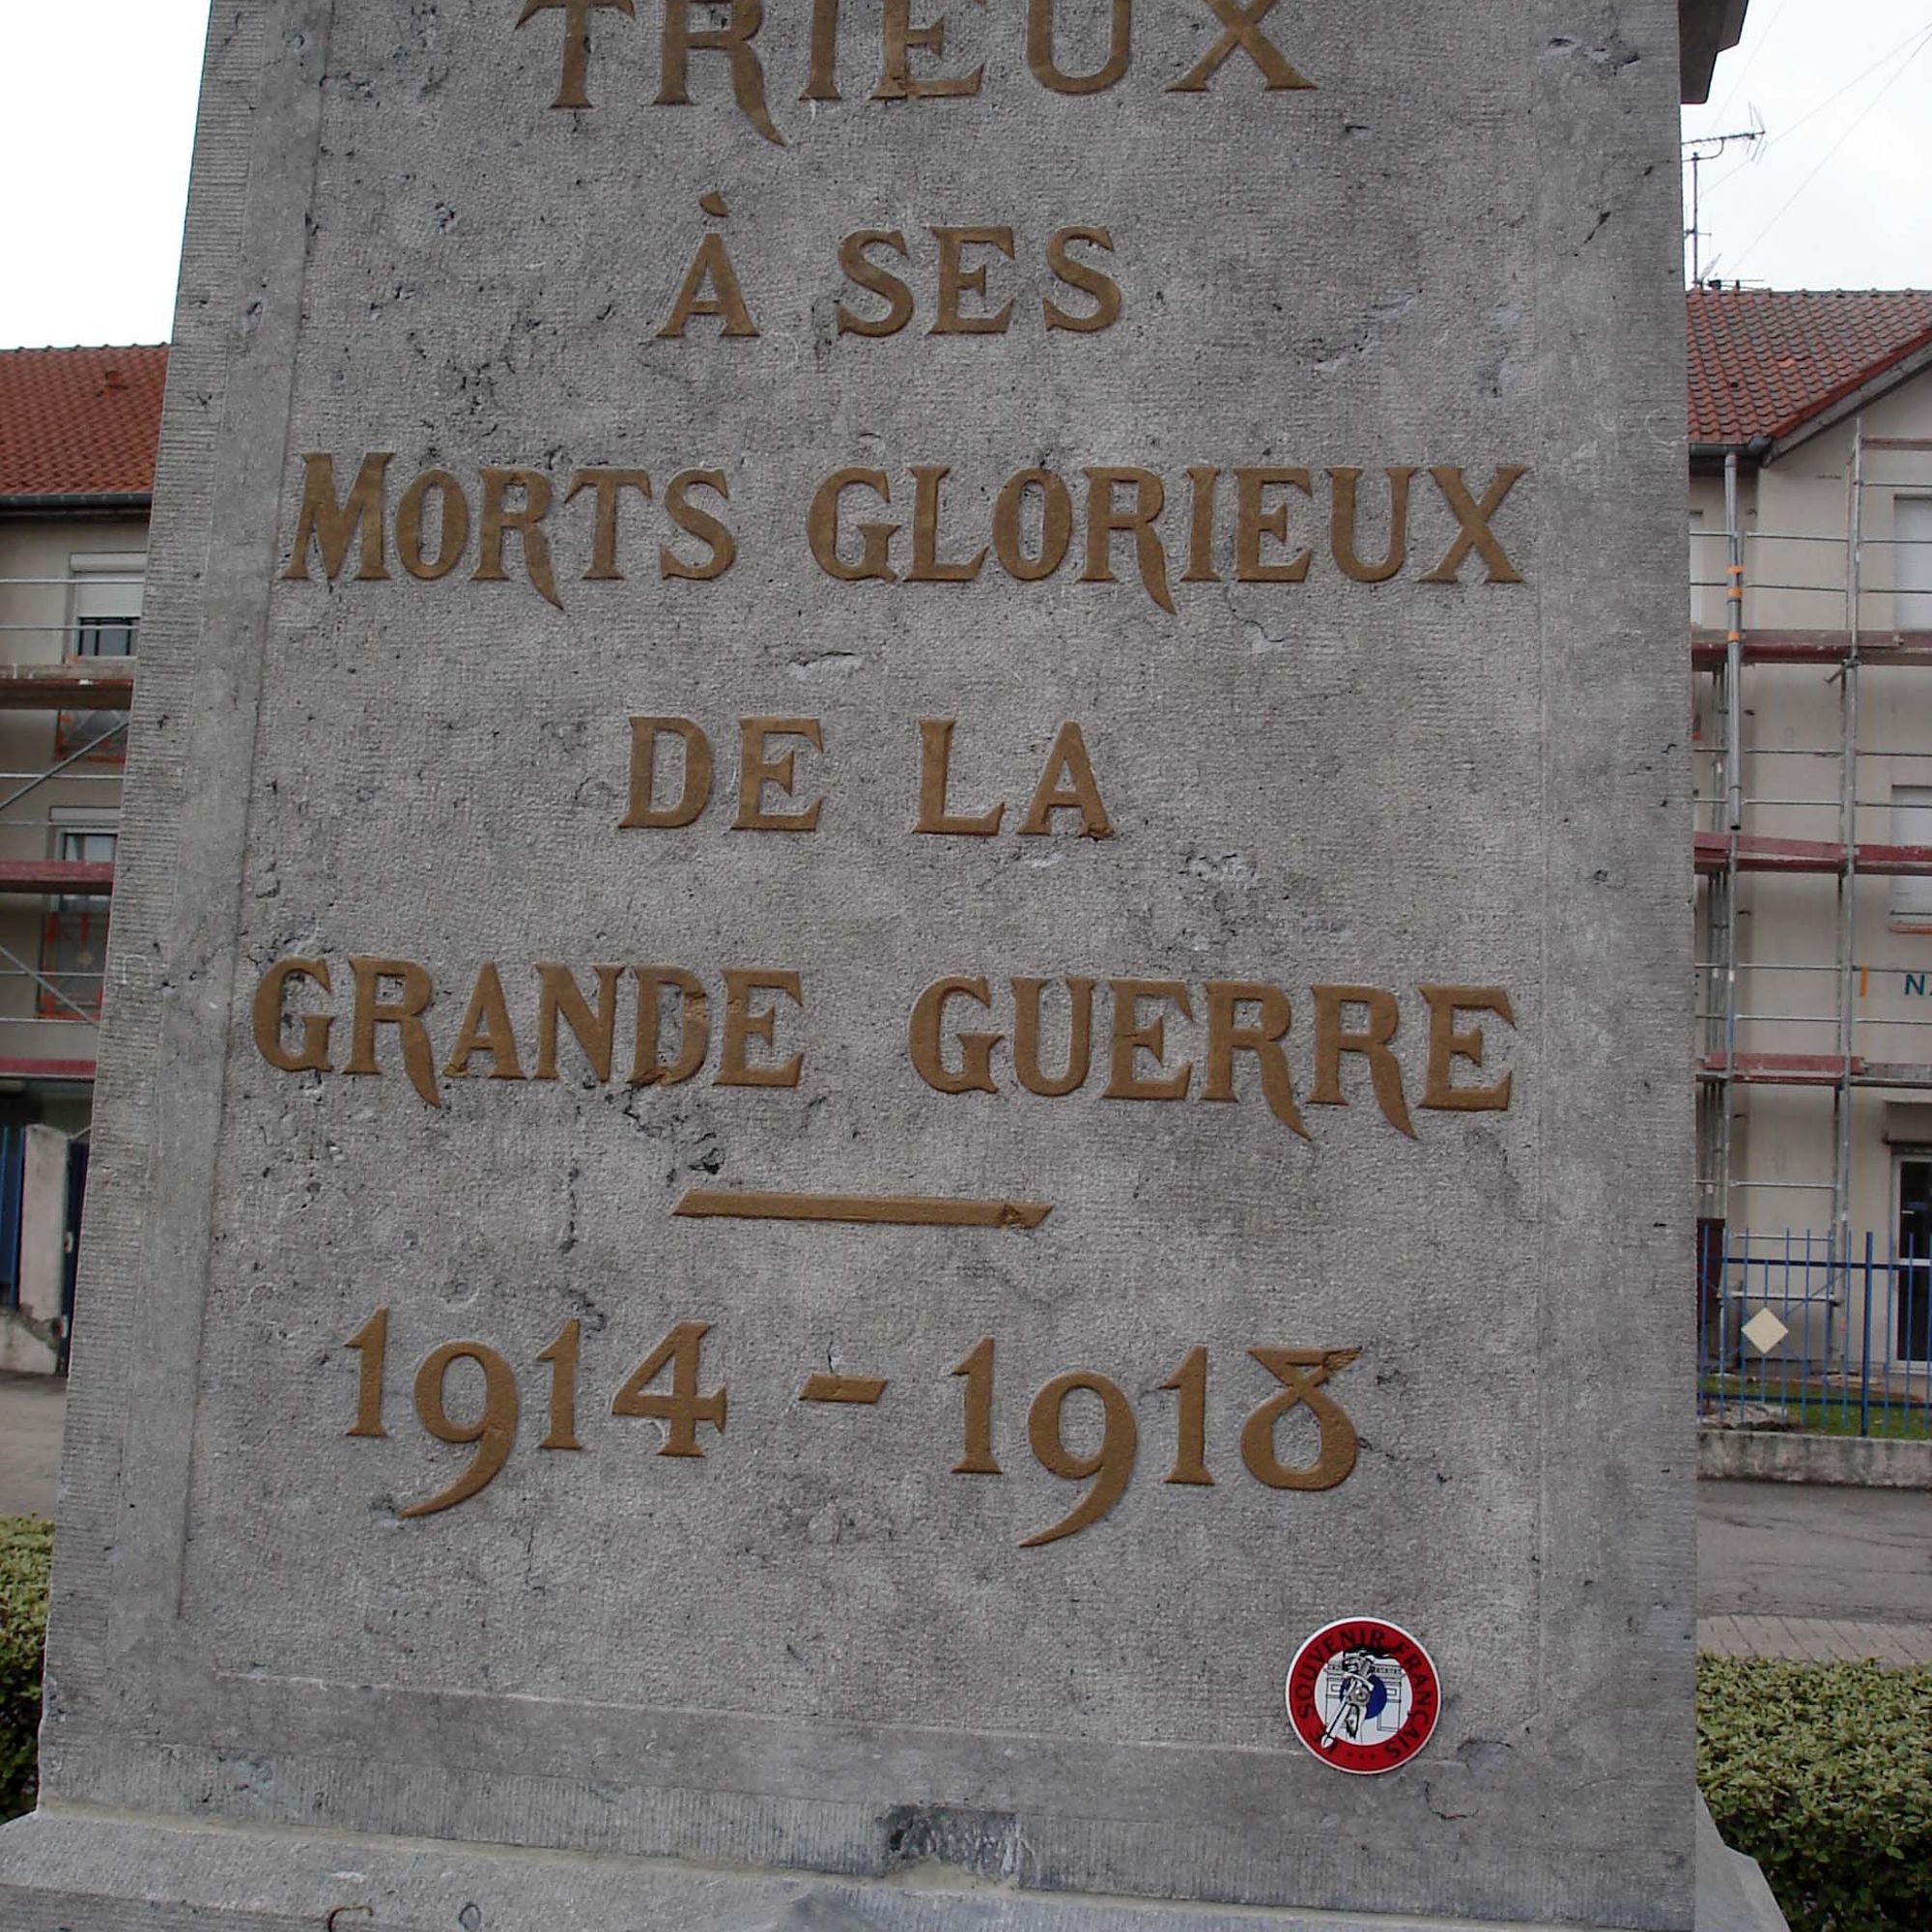 TRIEUX
À SES
MORTS GLORIEUX
DE LA
GRANDE GUERRE
1914 - 1918
SOUVENIR FRANÇAIS